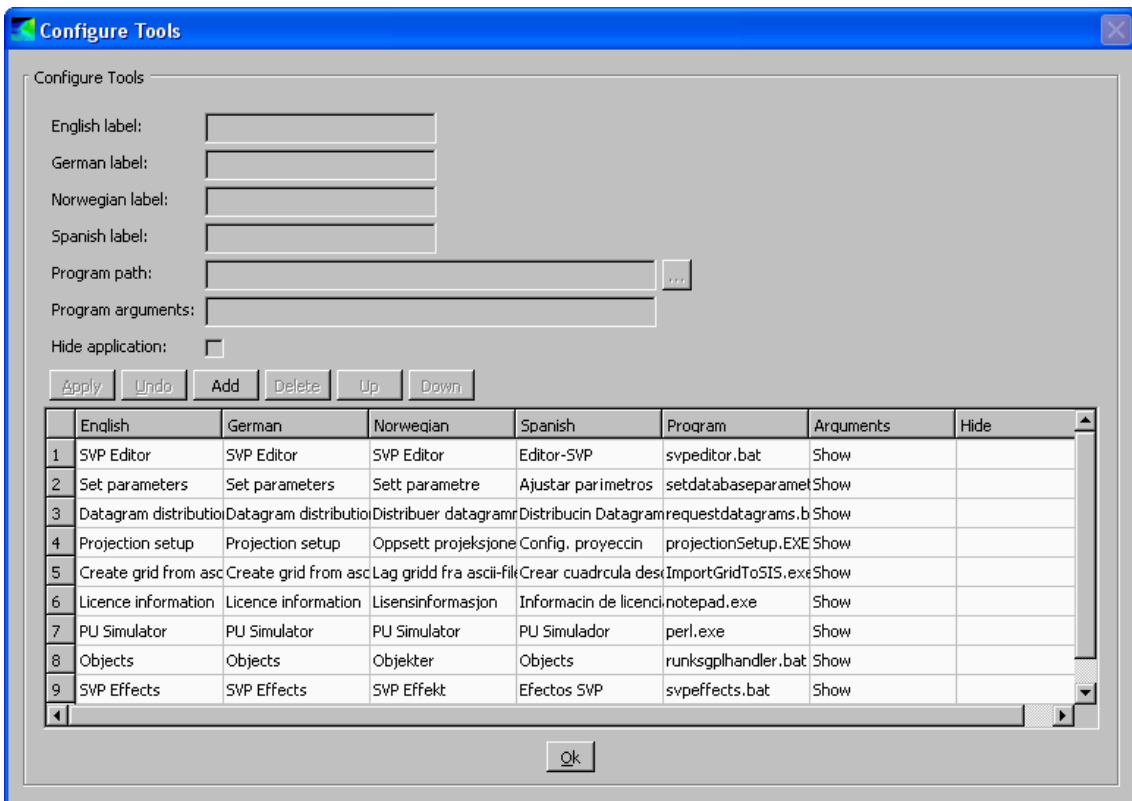 Configure Tools
Configure Tools
English label:
German label:
Norwegian label:
Spanish label:
Program path:
...
Program arguments:
Hide application:
Apply Undo Add Delete Up Down
English German Norwegian Spanish Program Arguments Hide
1 SVP Editor SVP Editor SVP Editor Editor-SVP svpeditor.bat Show
2 Set parameters Set parameters Sett parametre Ajustar parimetros setdatabaseparamet Show
3 Datagram distributio Datagram distributio Distribuer datagramr Distribucin Datagram requestdatagrams.b Show
4 Projection setup Projection setup Oppsett projeksjone Config. proyeccin projectionSetup.EXE Show
5 Create grid from asc Create grid from asc Lag gridd fra ascii-file Crear cuadrcula desc ImportGridToSIS.exe Show
6 Licence information Licence information Lisensinformasjon Informacin de licenci notepad.exe Show
7 PU Simulator PU Simulator PU Simulator PU Simulador perl.exe Show
8 Objects Objects Objekter Objects runksgplhandler.bat Show
9 SVP Effects SVP Effects SVP Effekt Efectos SVP svpeffects.bat Show
Ok